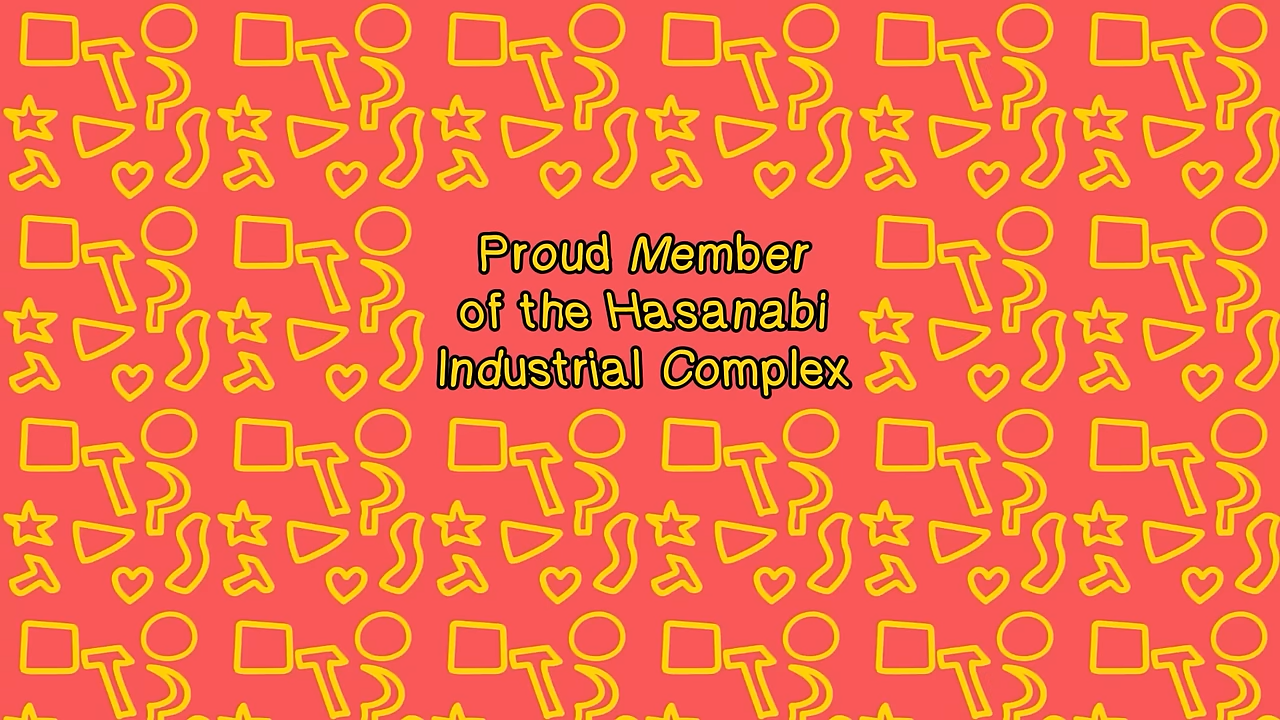 Proud Member
of the Hasanabi
Industrial Complex